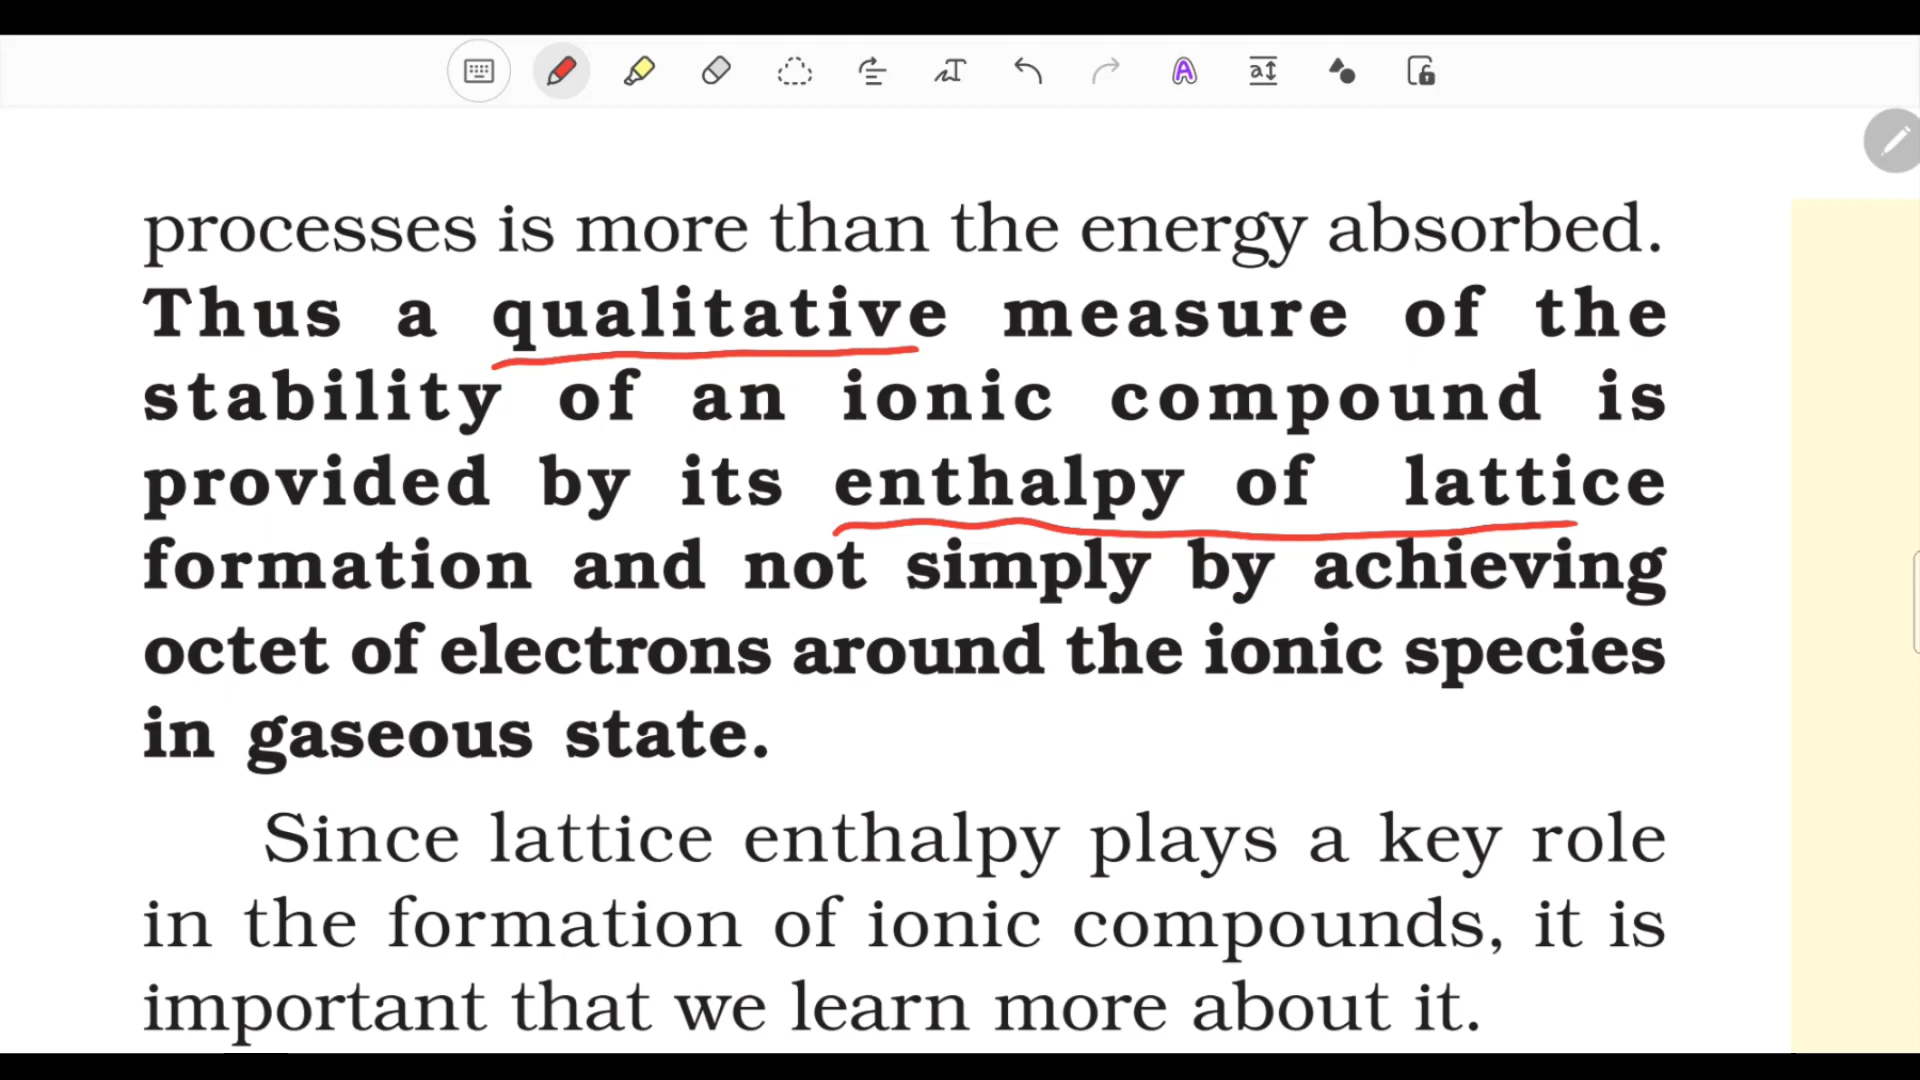 processes is more than the energy absorbed.
Thus a qualitative measure of the
stability of an ionic compound is
provided by its enthalpy of lattice
formation and not simply by achieving
octet of electrons around the ionic species
in gaseous state.
Since lattice enthalpy plays a key role
in the formation of ionic compounds, it is
important that we learn more about it.